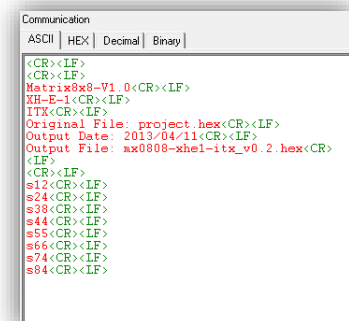 Communication
ASCII HEX Decimal Binary
<CR><LF>
<CR><LF>
Matrix8x8-V1.0<CR><LF>
XH-E-1<CR><LF>
ITX<CR><LF>
Original File: project.hex<CR><LF>
Output Date: 2013/04/11<CR><LF>
Output File: mx0808-xhe1-itx_v0.2.hex<CR>
<LF>
<CR><LF>
s12<CR><LF>
s24<CR><LF>
s38<CR><LF>
s44<CR><LF>
s55<CR><LF>
s66<CR><LF>
s74<CR><LF>
s84<CR><LF>